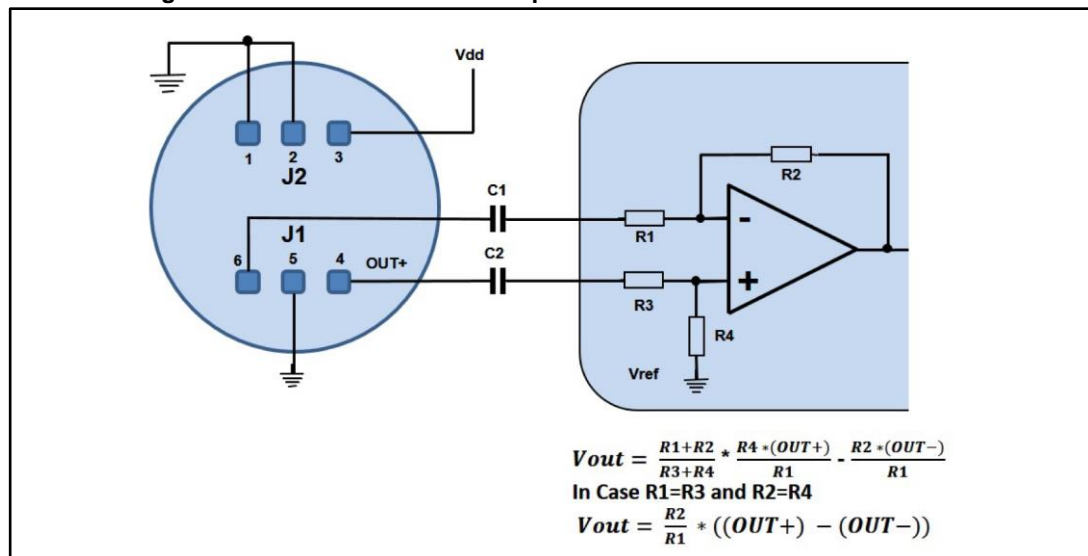 Vdd
1
2
3
J2
R2
C1
R1
-
J1
6
5
4
OUT+
C2
R3
+
R4
Vref
Vout = R1+R2/R3+R4 * R4 *(OUT+)/R1 - R2 *(OUT−)/R1
In Case R1=R3 and R2=R4
Vout = R2/R1 * ((OUT+) − (OUT−))